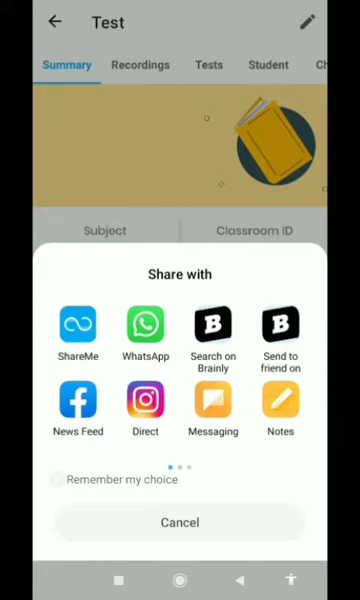 Test
Summary Recordings Tests Student Ch
Subject Classroom ID
Share with
ShareMe WhatsApp Search on Brainly Send to friend on
News Feed Direct Messaging Notes
Remember my choice
Cancel